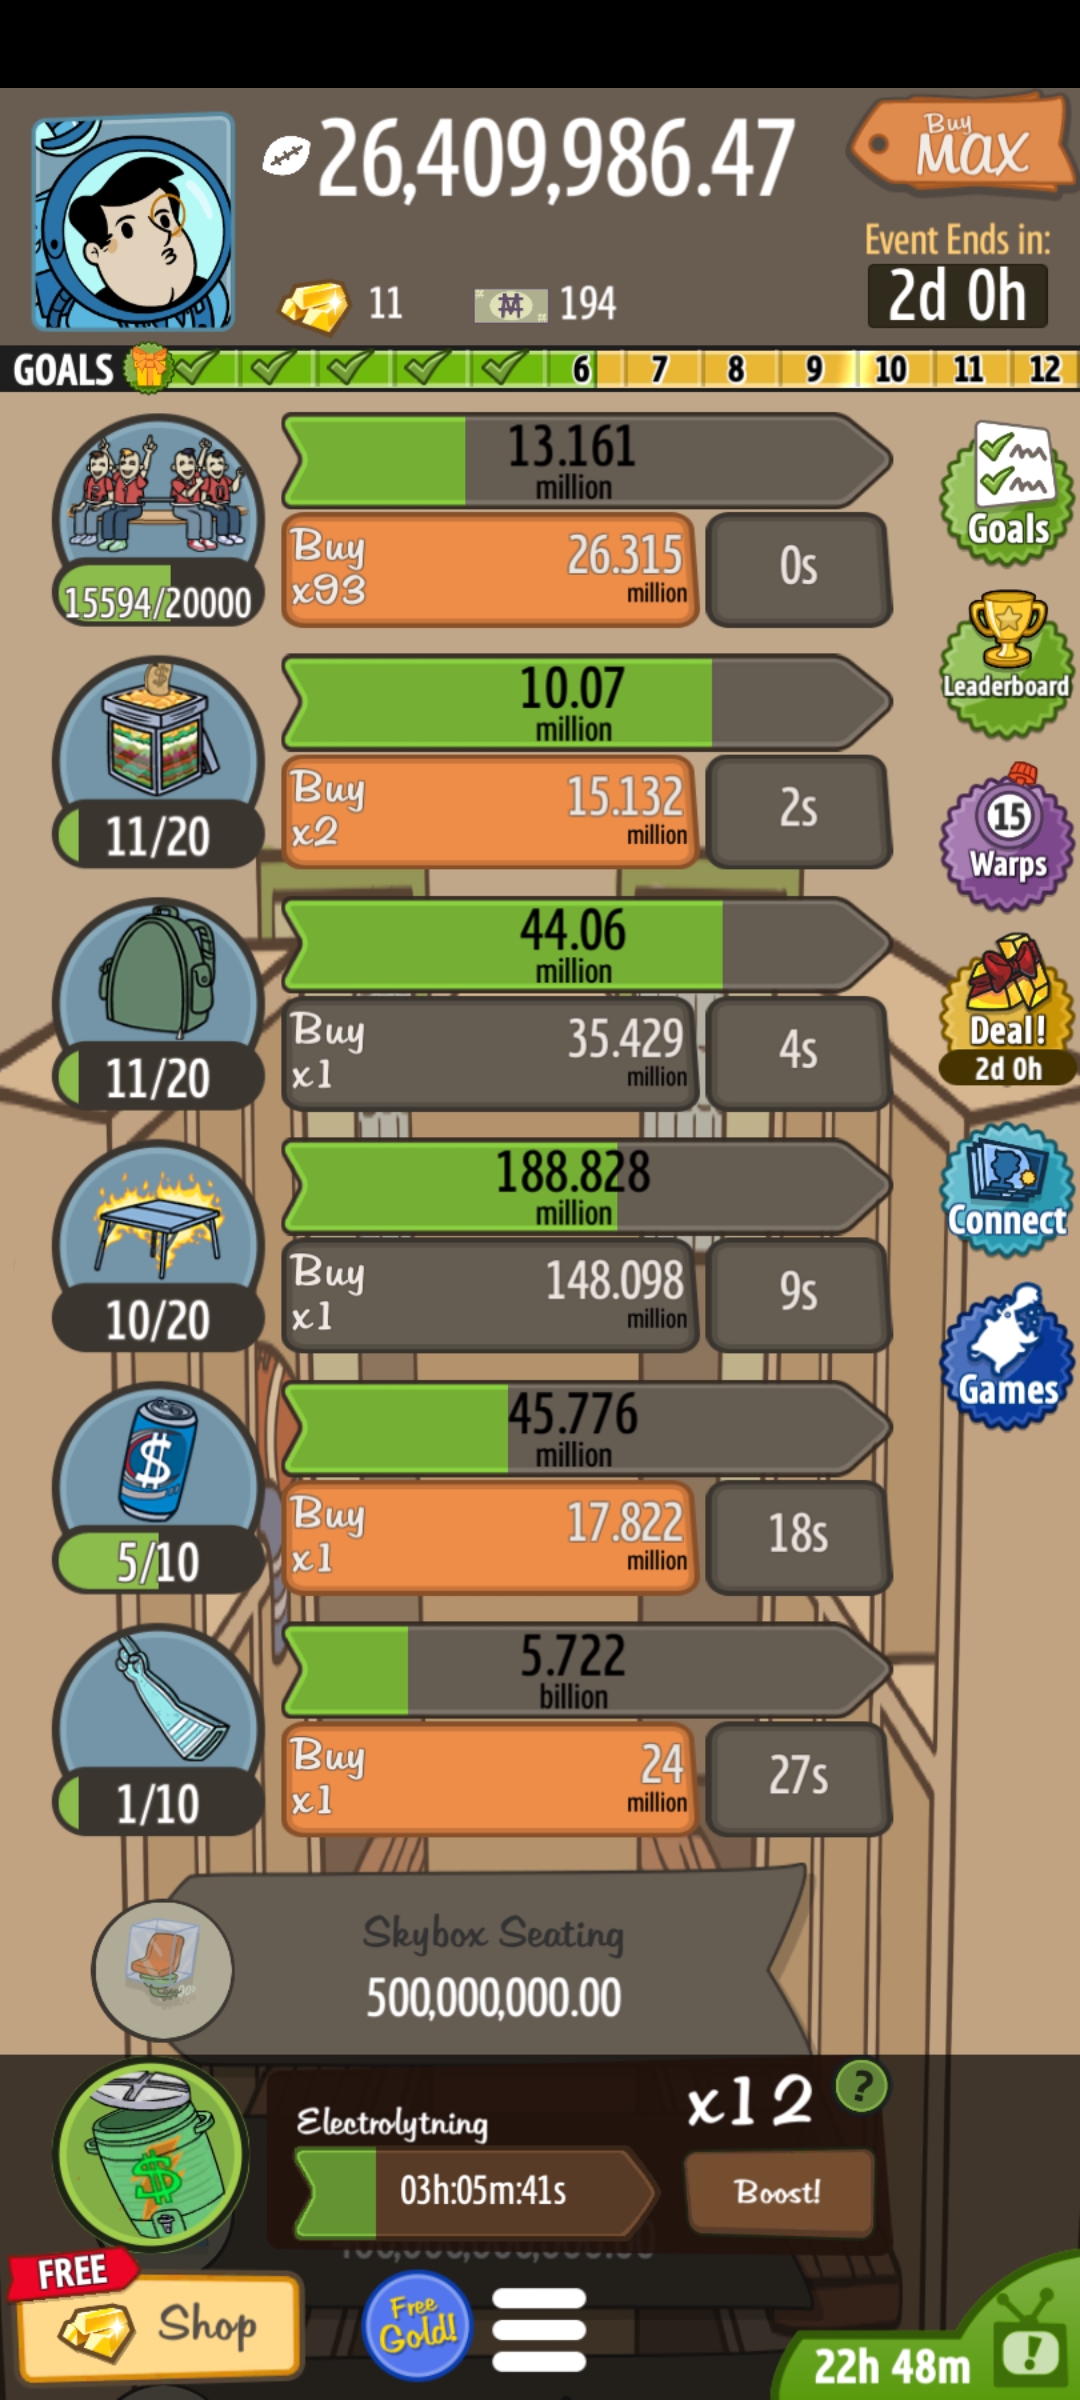 26,409,986.47
Buy
MAX
Event Ends in:
11
194
2d 0h
GOALS
6
7
8
9
10
11
12
13.161
million
Buy
x93
26.315
million
0s
15594/20000
Goals
10.07
million
Buy
x2
15.132
million
2s
11/20
Leaderboard
44.06
million
Buy
x1
35.429
million
4s
11/20
15
Warps
Deal!
2d 0h
188.828
million
Buy
x1
148.098
million
9s
10/20
Connect
45.776
million
Buy
x1
17.822
million
18s
5/10
Games
5.722
billion
Buy
x1
24
million
27s
1/10
Skybox Seating
500,000,000.00
Electrolytning
x12
?
03h:05m:41s
Boost!
FREE
Shop
Free
Gold!
22h 48m